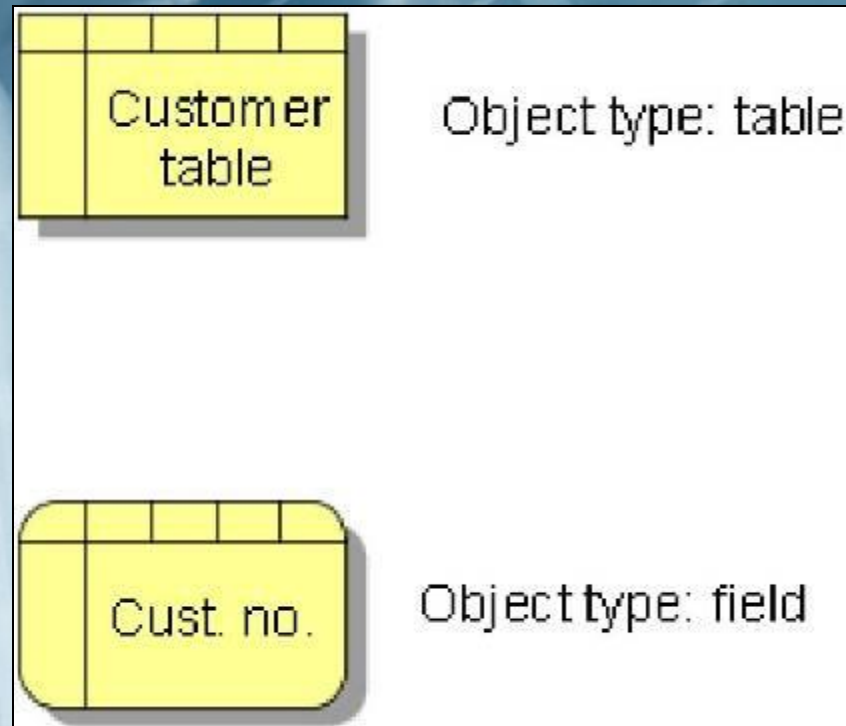 Customer
table
Object type: table
Cust. no.
Object type: field